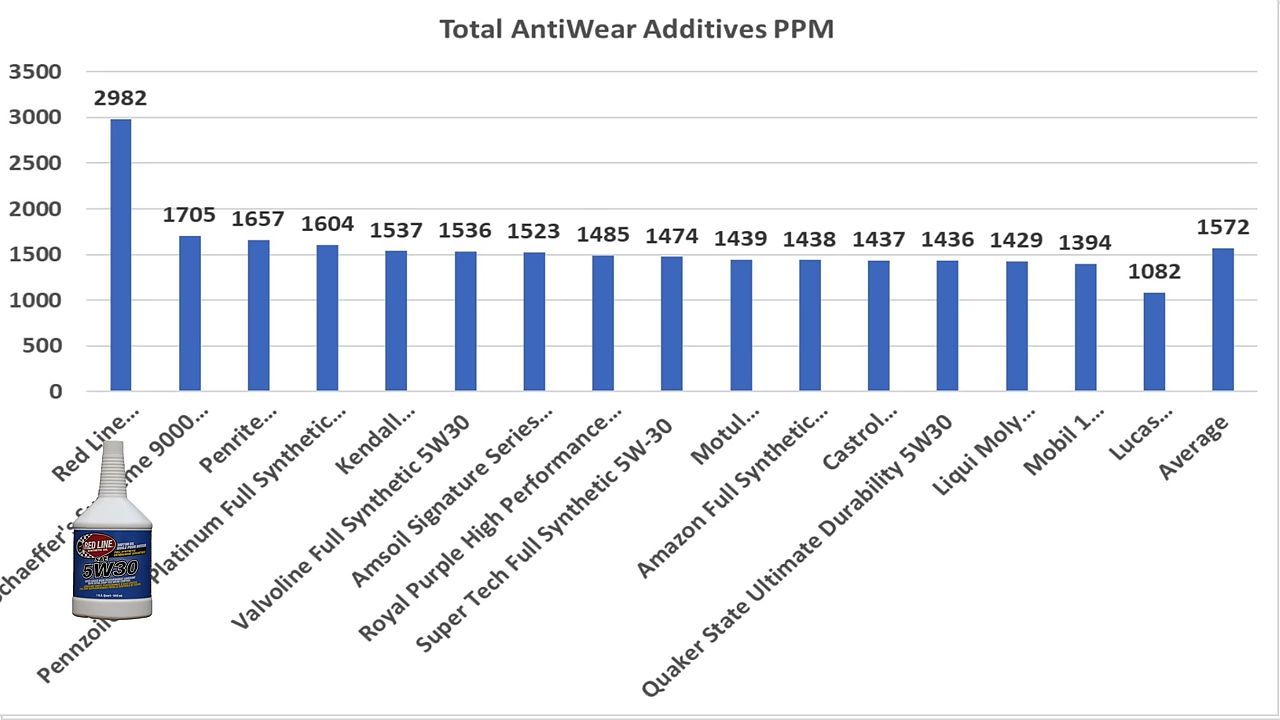 Total AntiWear Additives PPM
3500
3000
2500
2000
1500
1000
500
0
2982
1705
1657
1604
1537
1536
1523
1485
1474
1439
1438
1437
1436
1429
1394
1082
1572
Red Line...
9000...
Penrite...
Platinum Full Synthetic...
Kendall...
Valvoline Full Synthetic 5W30
Amsoil Signature Series...
Royal Purple High Performance...
Super Tech Full Synthetic 5W-30
Motul...
Amazon Full Synthetic...
Castrol...
Quaker State Ultimate Durability 5W30
Liqui Moly...
Mobil 1...
Lucas...
Average
RED LINE
5W30